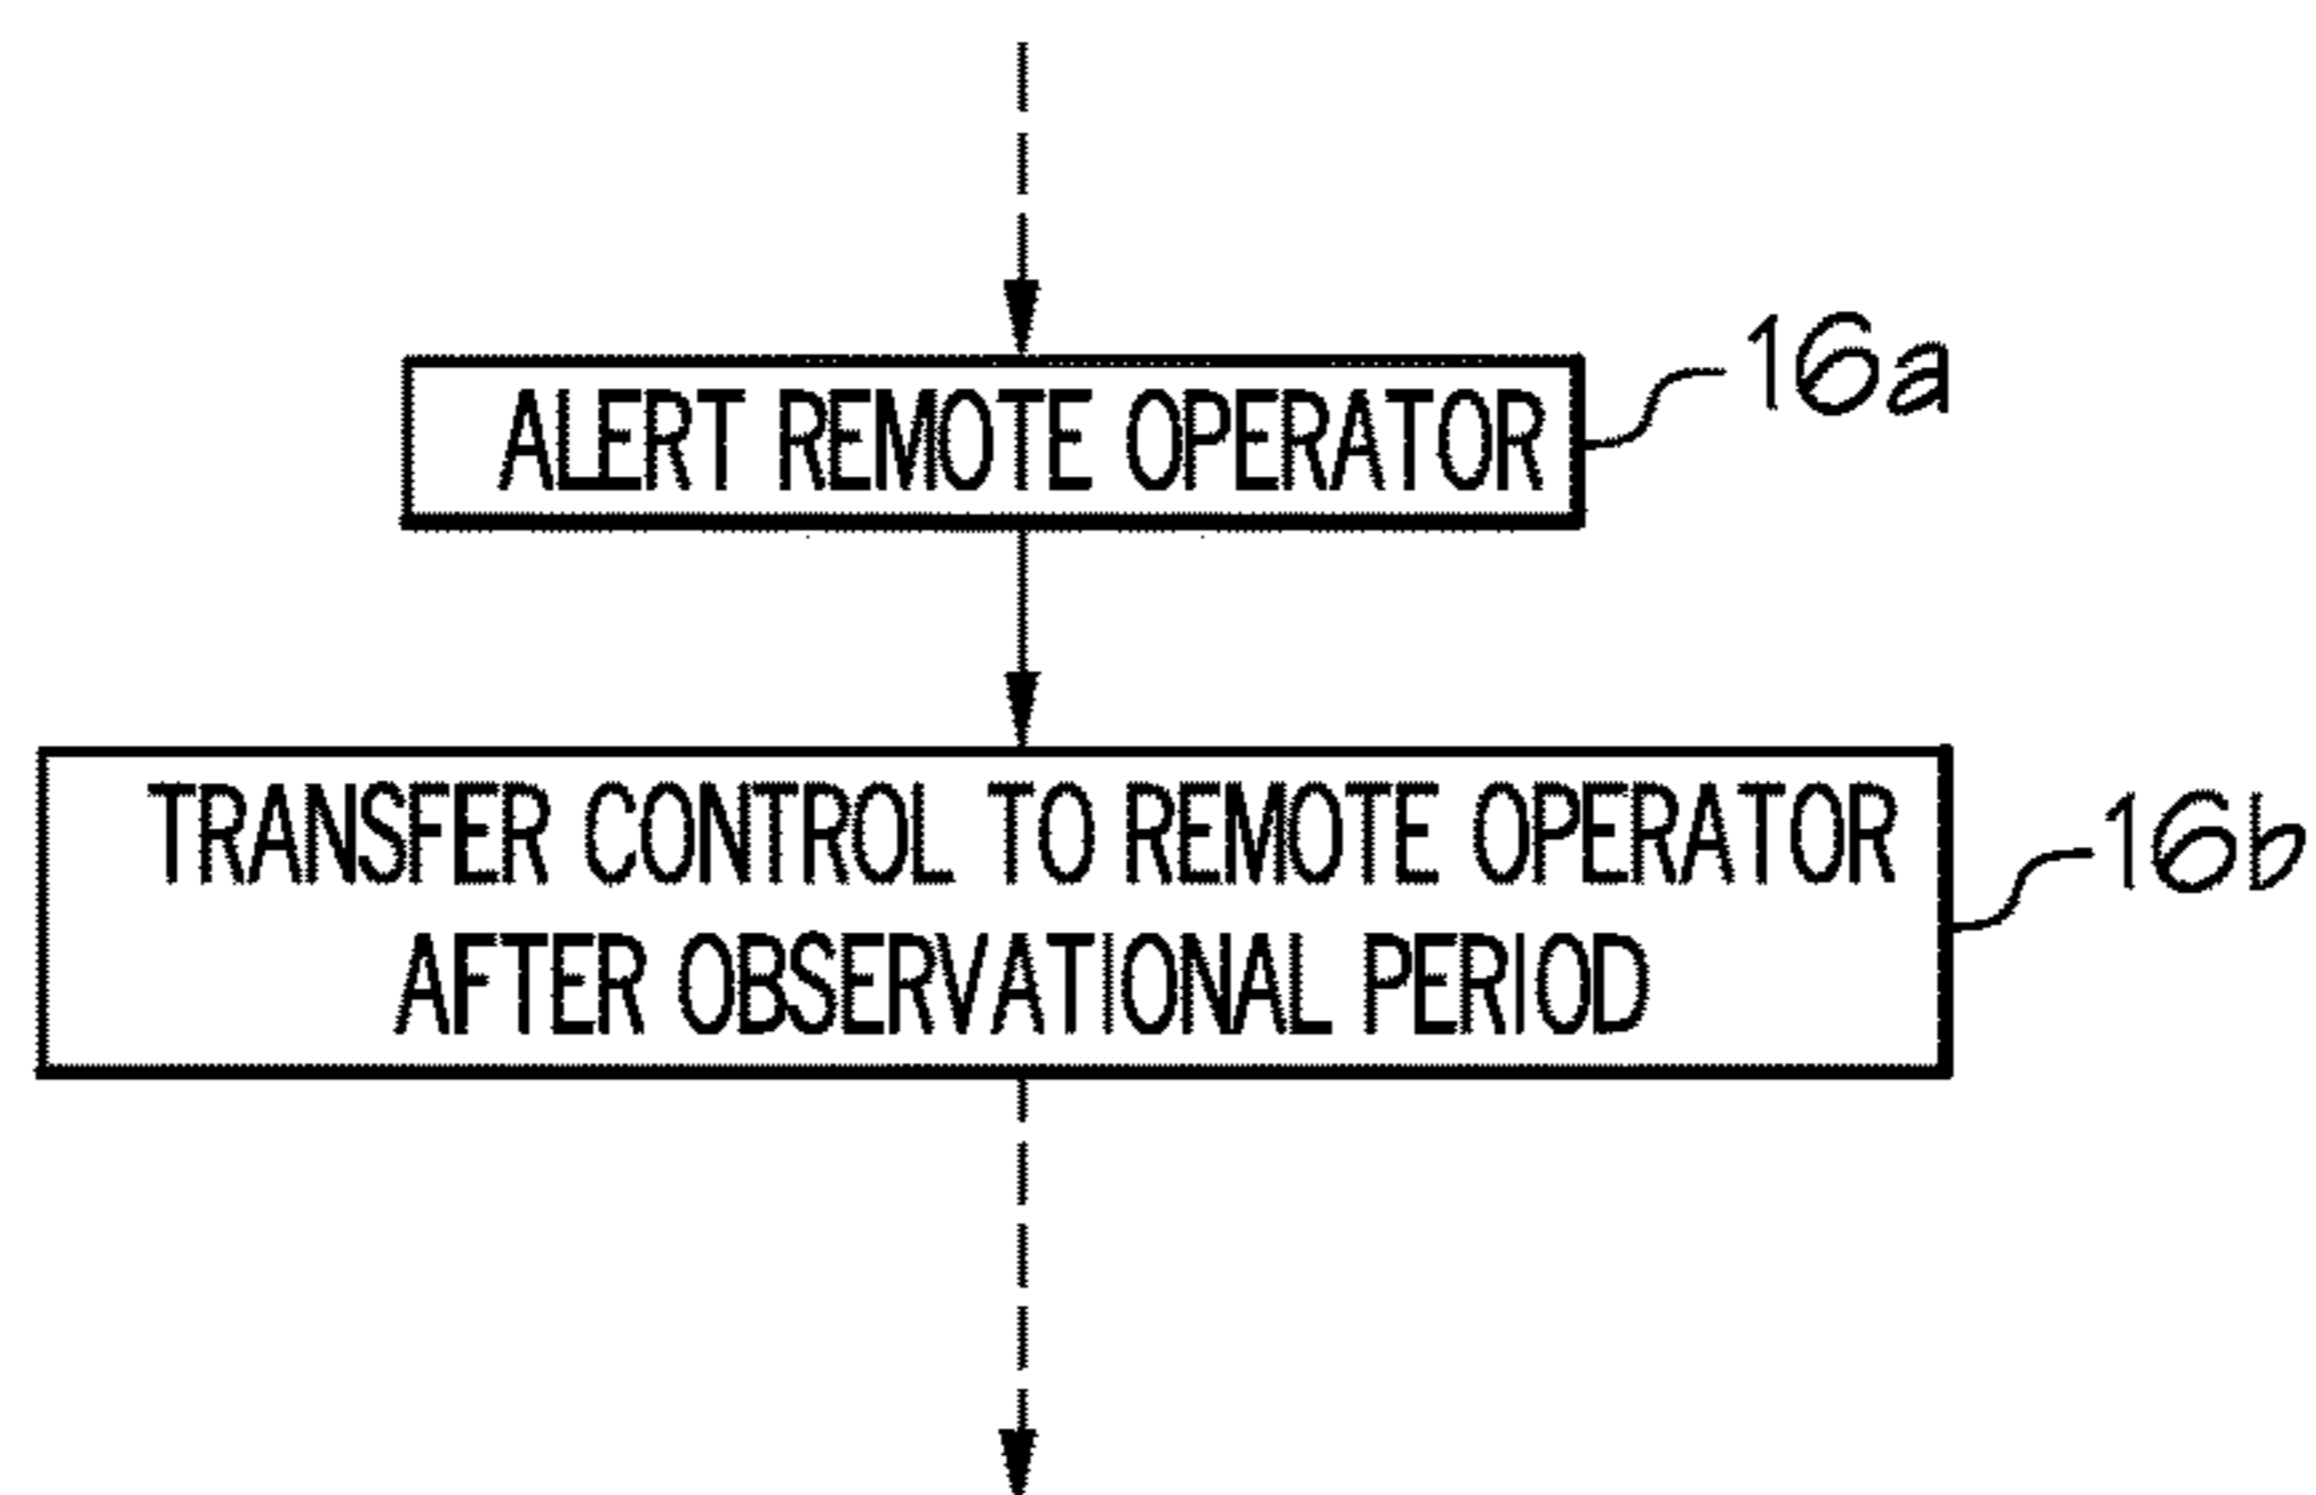 ALERT REMOTE OPERATOR
16a
TRANSFER CONTROL TO REMOTE OPERATOR
AFTER OBSERVATIONAL PERIOD
16b